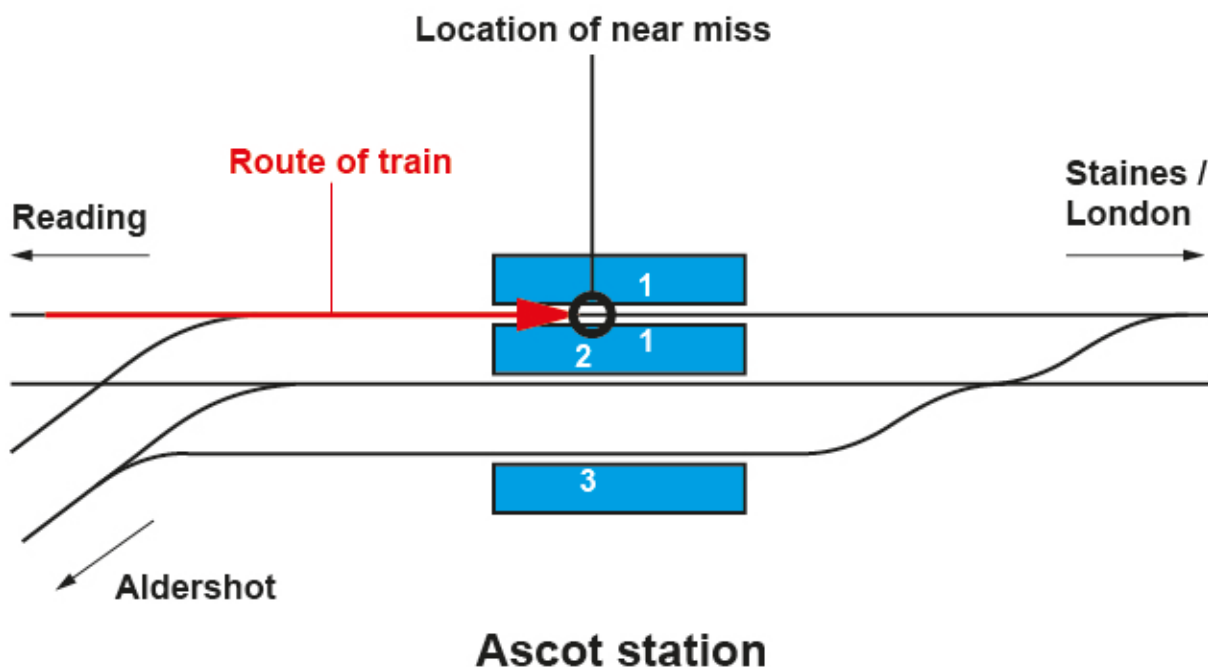 Location of near miss
Route of train
Reading
Staines /
London
1
1
2
3
Aldershot
Ascot station